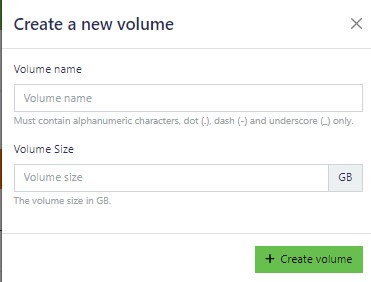 Create a new volume
Volume name
Volume name
Must contain alphanumeric characters, dot (.), dash (-) and underscore (_) only.
Volume Size
Volume size GB
The volume size in GB.
+ Create volume